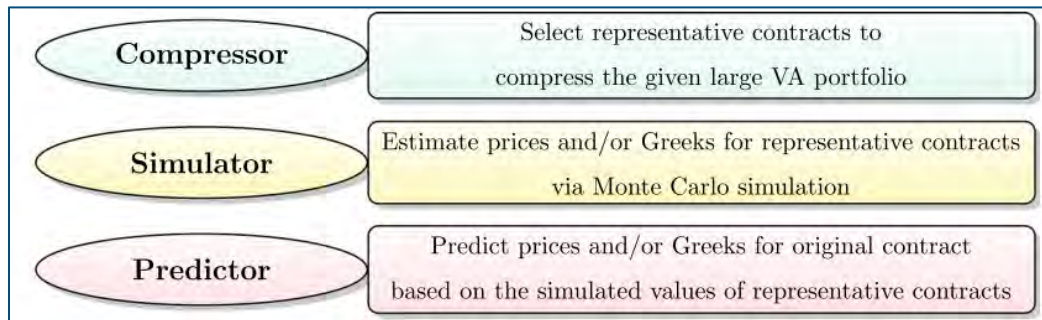 Compressor
Select representative contracts to
compress the given large VA portfolio
Simulator
Estimate prices and/or Greeks for representative contracts
via Monte Carlo simulation
Predictor
Predict prices and/or Greeks for original contract
based on the simulated values of representative contracts